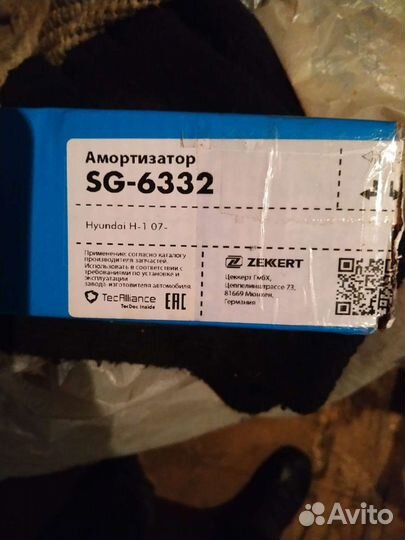 Амортизатор
SG-6332
Hyundai H-1 07-
Применение: согласно каталогу
производителя запчастей.
Использовать в соответствии с
требованиями по установке и
эксплуатации
завода-изготовителя автомобиля.
TecAlliance
TecDoc Inside
EAC
ZEKKERT
Цеккерт ГмбХ,
Цеппелинштрассе 73,
81669 Мюнхен,
Германия
Avito